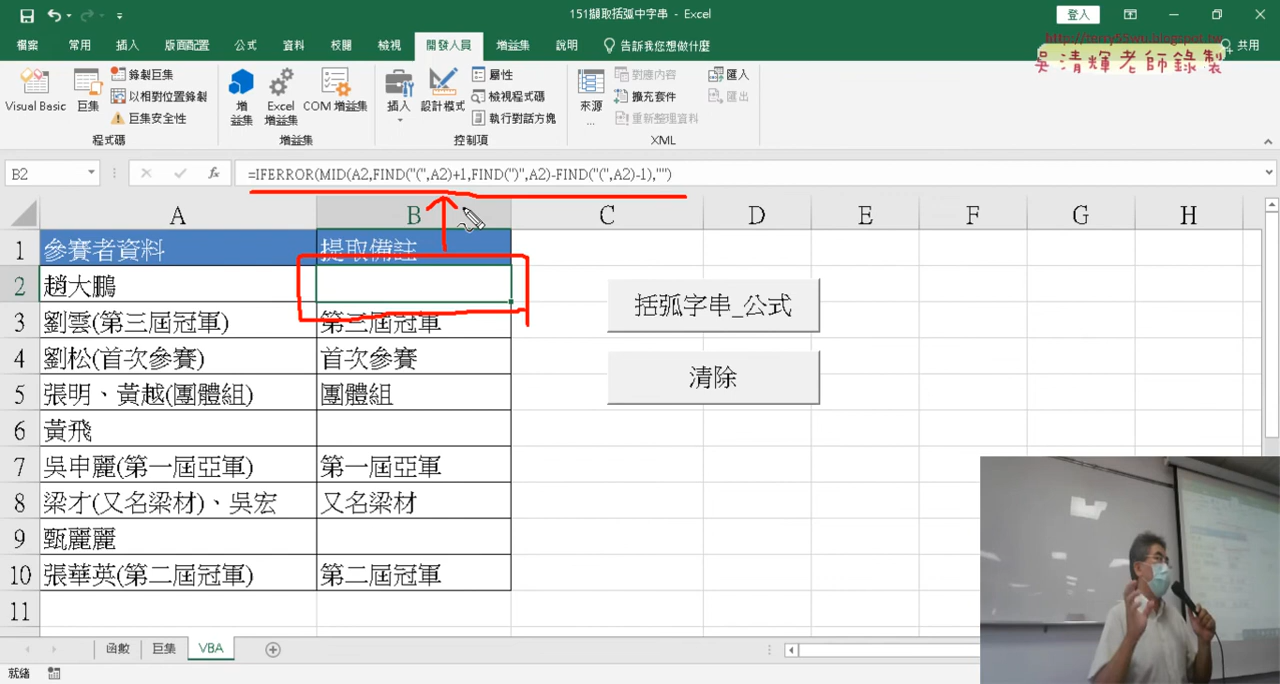 151擷取括弧中字串 - Excel
登入
檔案 常用 插入 版面配置 公式 資料 校閱 檢視 開發人員 增益集 說明 告訴我您想做什麼 共用
http://terry55wu.blogspot.tw
吳清輝老師錄製
Visual Basic 巨集 錄製巨集 以相對位置錄製 巨集安全性
程式碼
增益集 Excel 增益集 COM 增益集
增益集
插入 設計模式 屬性 檢視程式碼 執行對話方塊
控制項
來源 對應內容 擴充套件 重新整理資料 匯入 匯出
XML
B2 fx =IFERROR(MID(A2,FIND("(",A2)+1,FIND(")",A2)-FIND("(",A2)-1),"")
A B C D E F G H
1 參賽者資料 提取備註
2 趙大鵬
3 劉雲(第三屆冠軍) 第三屆冠軍
4 劉松(首次參賽) 首次參賽
5 張明、黃越(團體組) 團體組
6 黃飛
7 吳申麗(第一屆亞軍) 第一屆亞軍
8 梁才(又名梁材)、吳宏 又名梁材
9 甄麗麗
10 張華英(第二屆冠軍) 第二屆冠軍
11
括弧字串_公式
清除
函數 巨集 VBA
就緒